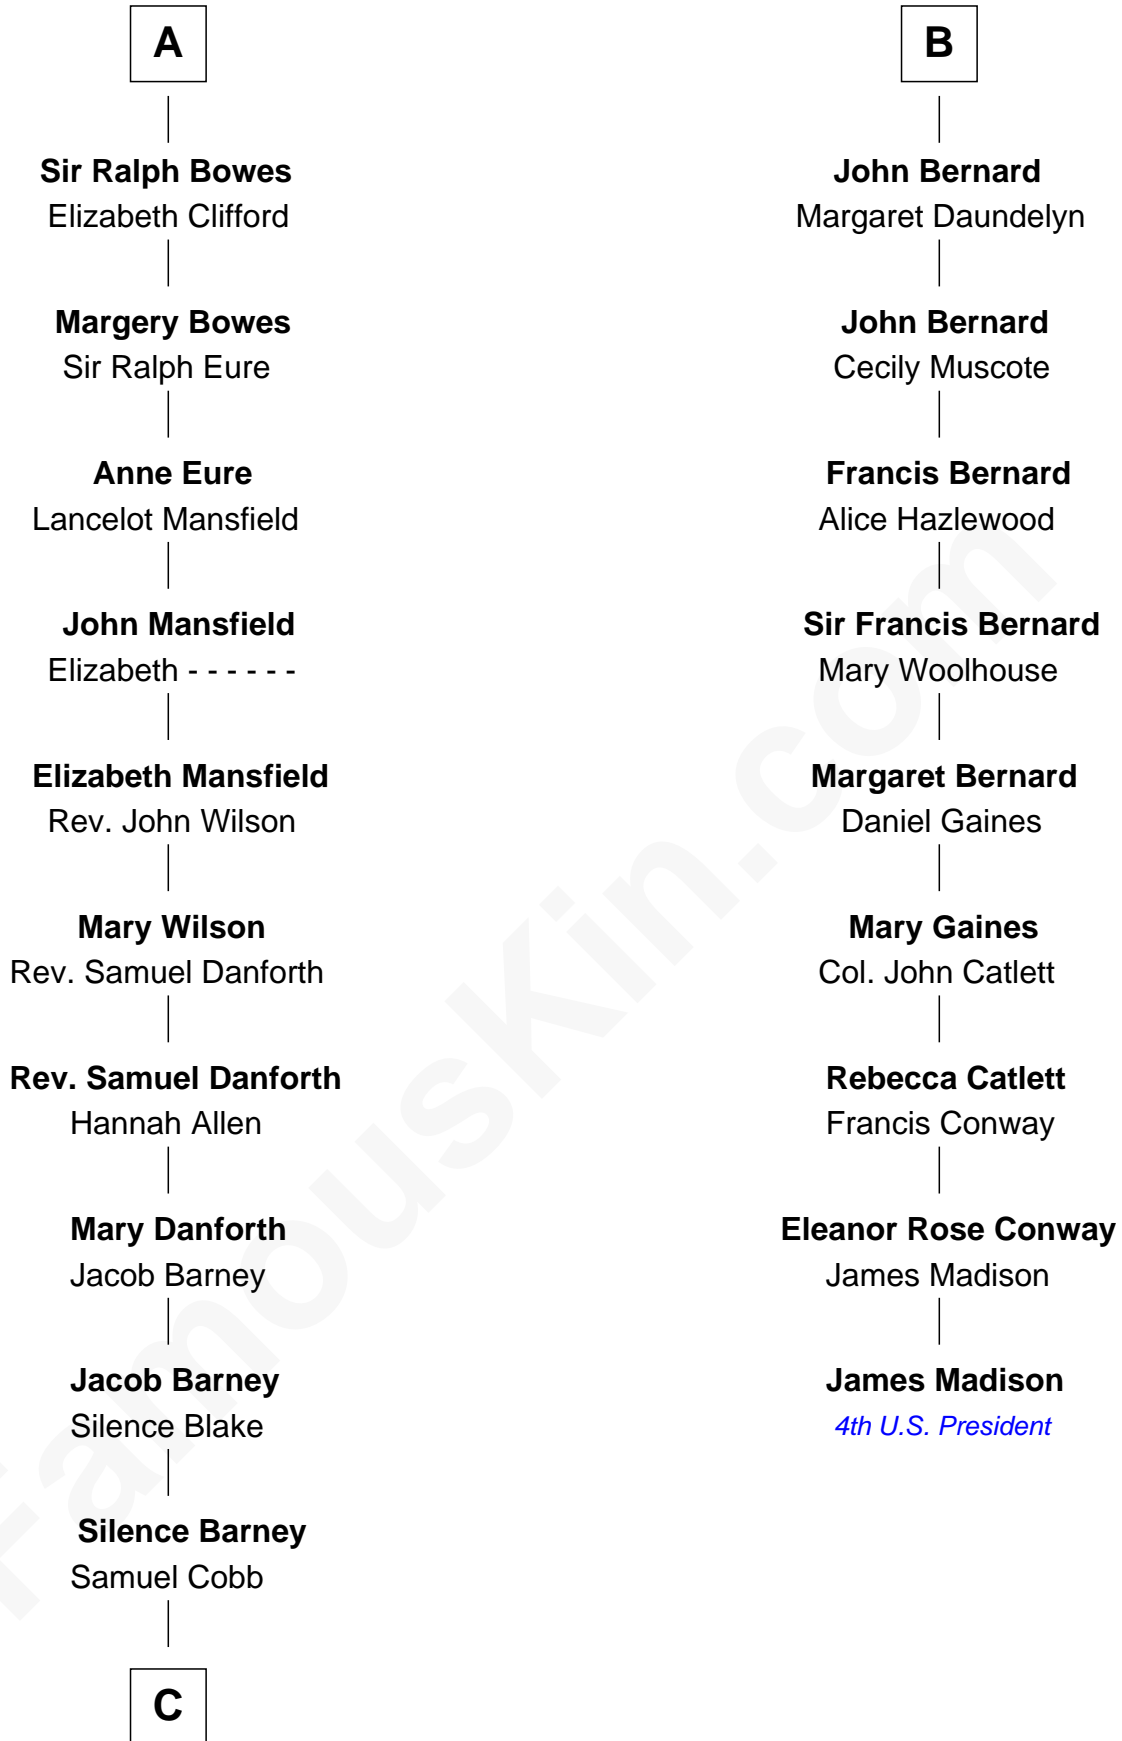 A
Sir Ralph Bowes
Elizabeth Clifford
Margery Bowes
Sir Ralph Eure
Anne Eure
Lancelot Mansfield
John Mansfield
Elizabeth - - - - - -
Elizabeth Mansfield
Rev. John Wilson
Mary Wilson
Rev. Samuel Danforth
Rev. Samuel Danforth
Hannah Allen
Mary Danforth
Jacob Barney
Jacob Barney
Silence Blake
Silence Barney
Samuel Cobb
C
B
John Bernard
Margaret Daundelyn
John Bernard
Cecily Muscote
Francis Bernard
Alice Hazlewood
Sir Francis Bernard
Mary Woolhouse
Margaret Bernard
Daniel Gaines
Mary Gaines
Col. John Catlett
Rebecca Catlett
Francis Conway
Eleanor Rose Conway
James Madison
James Madison
4th U.S. President
FamousKin.com